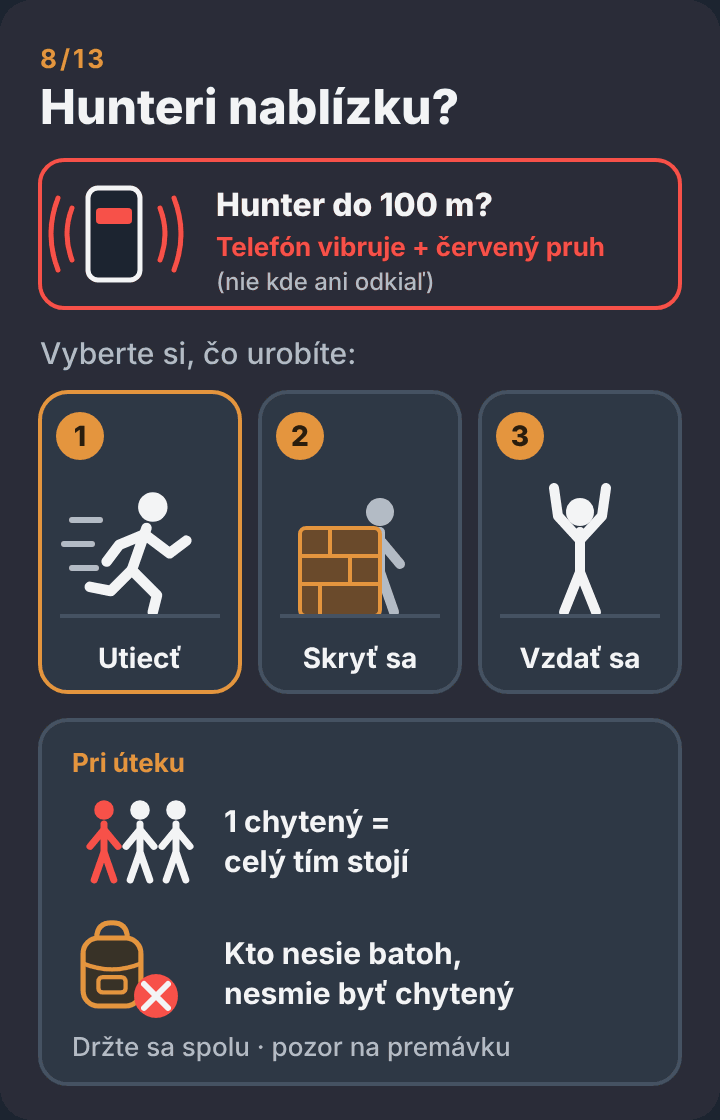 8/13
Hunteri nablízku?
Hunter do 100 m?
Telefón vibruje + červený pruh
(nie kde ani odkiaľ)
Vyberte si, čo urobíte:
1
2
3
Utiecť
Skryť sa
Vzdať sa
Pri úteku
1 chytený =
celý tím stojí
Kto nesie batoh,
nesmie byť chytený
Držte sa spolu · pozor na premávku